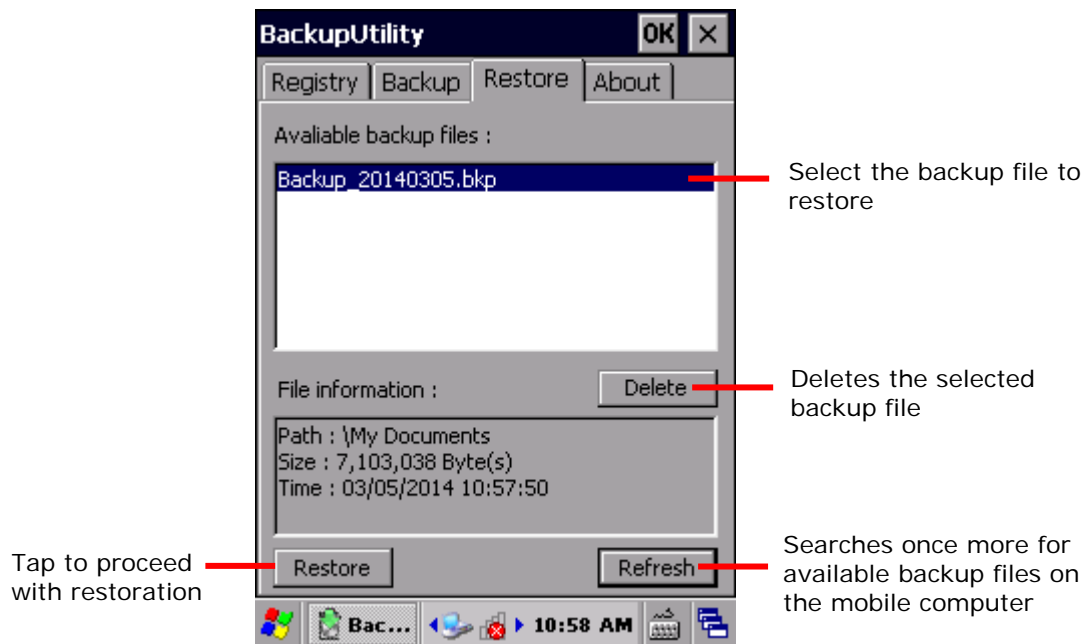 BackupUtility OK
Registry Backup Restore About
Avaliable backup files :
Backup_20140305.bkp
Select the backup file to
restore
File information :
Delete
Deletes the selected
backup file
Path : \My Documents
Size : 7,103,038 Byte(s)
Time : 03/05/2014 10:57:50
Tap to proceed
with restoration
Restore
Refresh
Searches once more for
available backup files on
the mobile computer
Bac... 10:58 AM